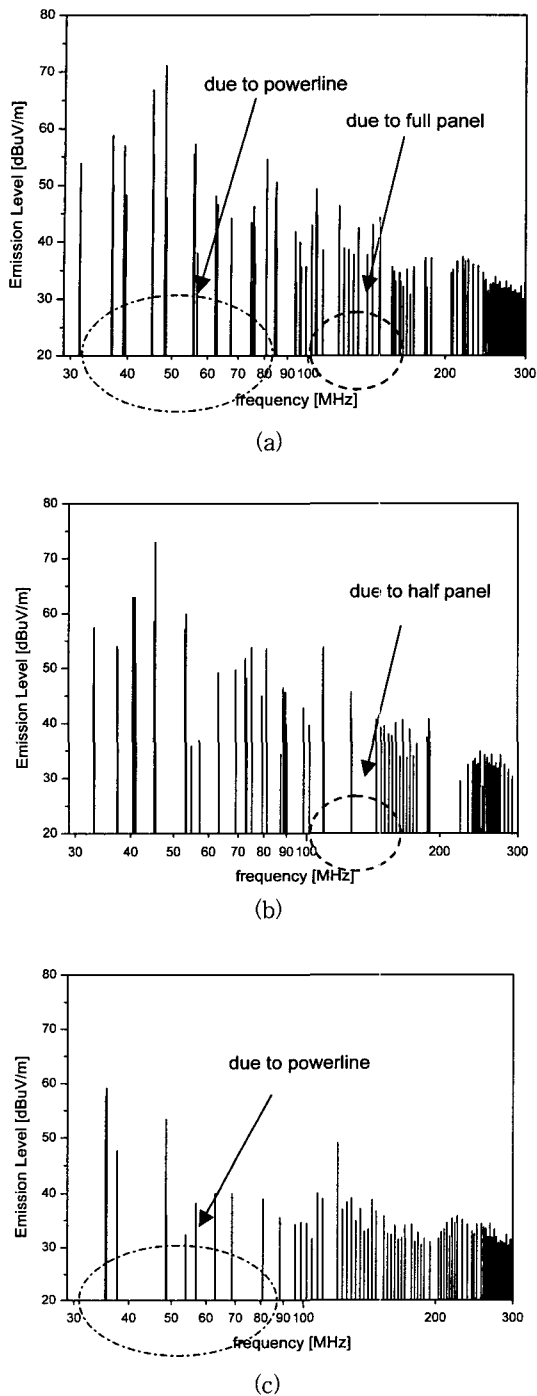 80
70
60
50
40
30
20
Emission Level [dBuV/m]
due to powerline
due to full panel
30 40 50 60 70 80 90 100 200 300
frequency [MHz]
(a)
80
70
60
50
40
30
20
Emission Level [dBuV/m]
due to half panel
30 40 50 60 70 80 90 100 200 300
frequency [MHz]
(b)
80
70
60
50
40
30
20
Emission Level [dBuV/m]
due to powerline
30 40 50 60 70 80 90 100 200 300
frequency [MHz]
(c)